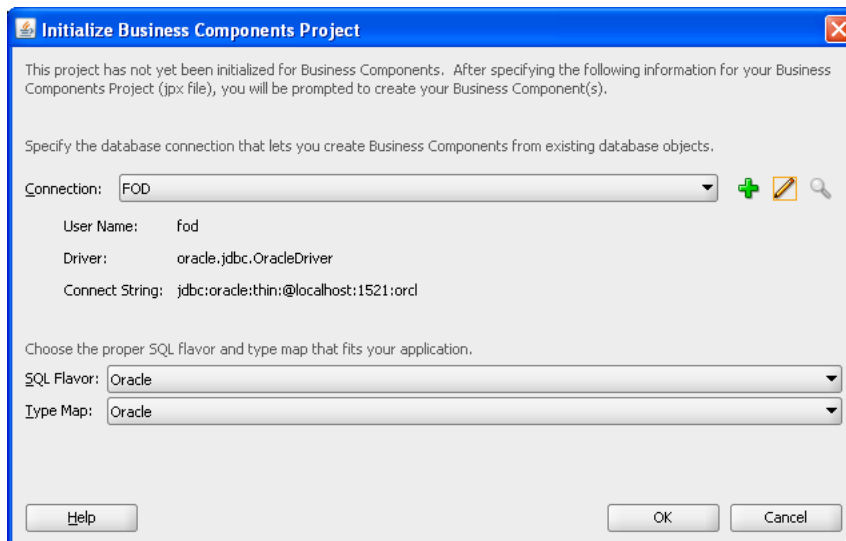 Initialize Business Components Project
This project has not yet been initialized for Business Components. After specifying the following information for your Business
Components Project (jpx file), you will be prompted to create your Business Component(s).
Specify the database connection that lets you create Business Components from existing database objects.
Connection: FOD
User Name: fod
Driver: oracle.jdbc.OracleDriver
Connect String: jdbc:oracle:thin:@localhost:1521:orcl
Choose the proper SQL flavor and type map that fits your application.
SQL Flavor: Oracle
Type Map: Oracle
Help OK Cancel